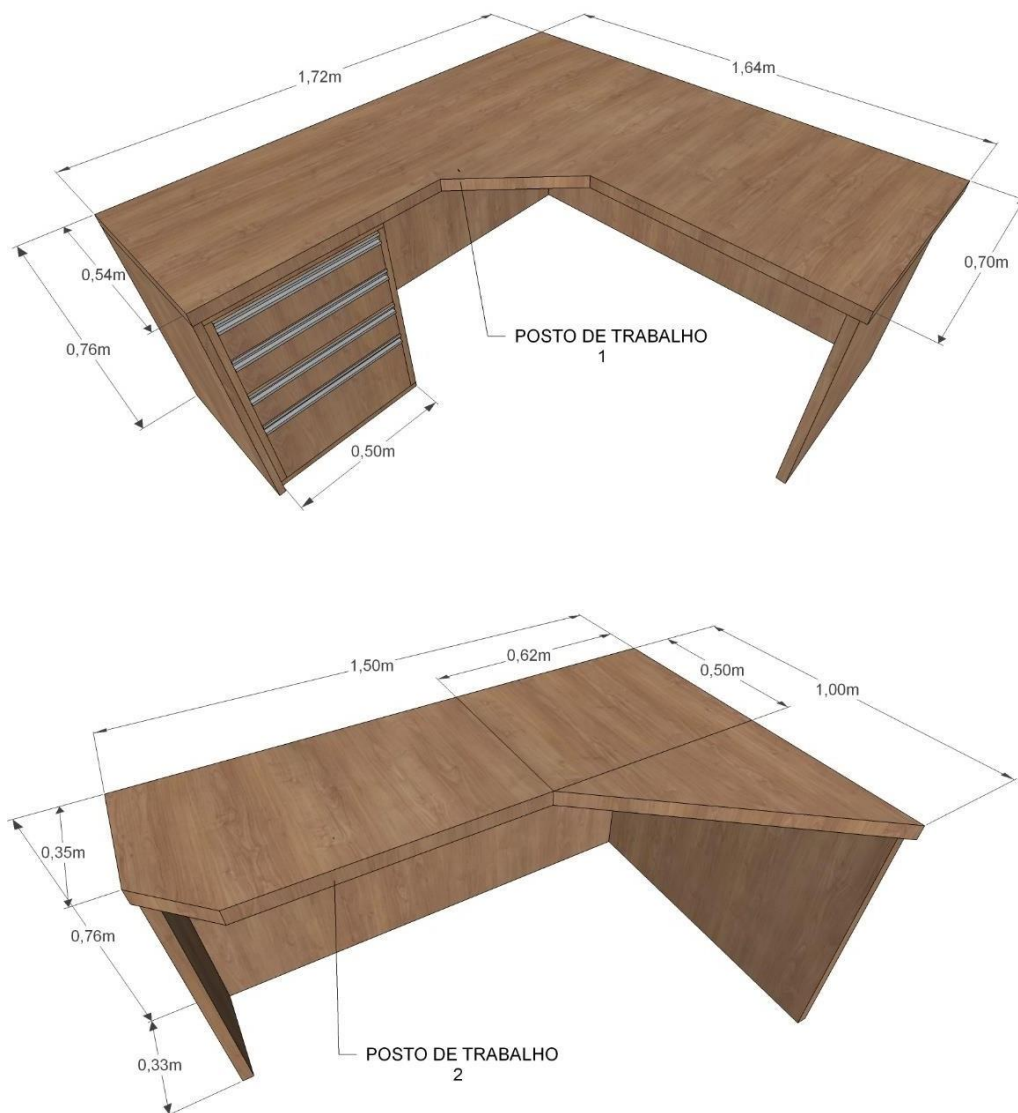 1,72m
1,64m
0,54m
0,76m
0,70m
POSTO DE TRABALHO
1
0,50m
1,50m
0,62m
0,50m
1,00m
0,35m
0,76m
0,33m
POSTO DE TRABALHO
2